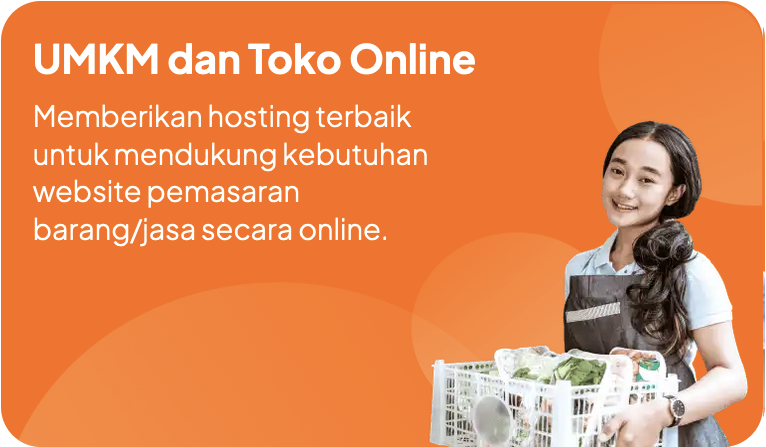 UMKM dan Toko Online
Memberikan hosting terbaik
untuk mendukung kebutuhan
website pemasaran
barang/jasa secara online.